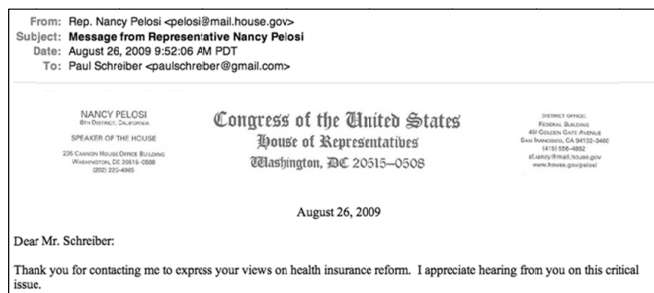 From: Rep. Nancy Pelosi <pelosi@mail.house.gov>
Subject: Message from Representative Nancy Pelosi
Date: August 26, 2009 9:52:06 AM PDT
To: Paul Schreiber <paulschreber@gmail.com>
NANCY PELOSI
8TH DISTRICT, CALIFORNIA
SPEAKER OF THE HOUSE
235 CANNON HOUSE OFFICE BUILDING
WASHINGTON, DC 20515-0508
(202) 225-4965
Congress of the United States
House of Representatives
Washington, DC 20515–0508
DISTRICT OFFICE:
FEDERAL BUILDING
450 GOLDEN GATE AVENUE
SAN FRANCISCO, CA 94102-3460
(415) 556-4862
sf.nancy@mail.house.gov
www.house.gov/pelosi
August 26, 2009
Dear Mr. Schreiber:
Thank you for contacting me to express your views on health insurance reform. I appreciate hearing from you on this critical
issue.